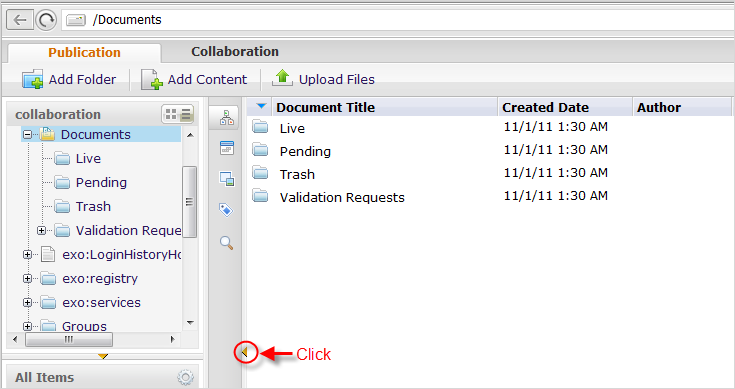 /Documents
Publication Collaboration
Add Folder Add Content Upload Files
collaboration
Document Title Created Date Author
Documents
Live
Pending
Trash
Validation Reque
exo:LoginHistoryHo
exo:registry
exo:services
Groups
Live 11/1/11 1:30 AM
Pending 11/1/11 1:30 AM
Trash 11/1/11 1:30 AM
Validation Requests 11/1/11 1:30 AM
Click
All Items